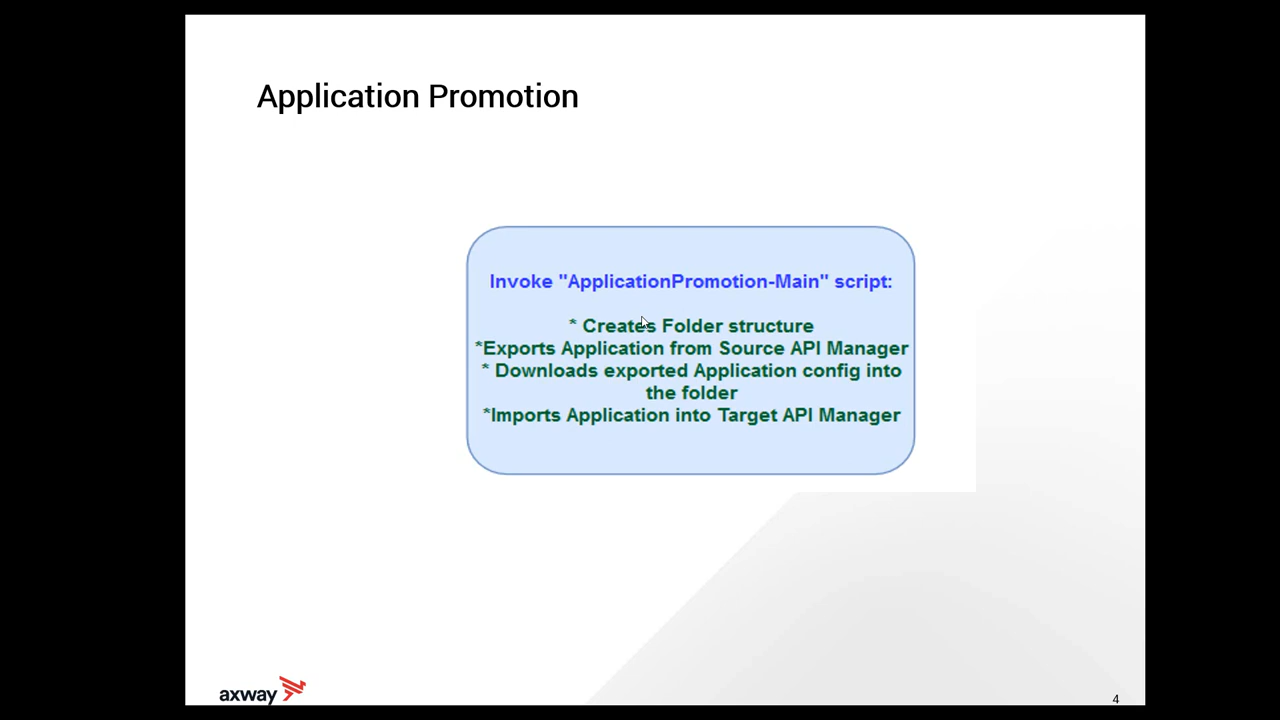 Application Promotion
Invoke "ApplicationPromotion-Main" script:
* Creates Folder structure
*Exports Application from Source API Manager
* Downloads exported Application config into
the folder
*Imports Application into Target API Manager
axway
4